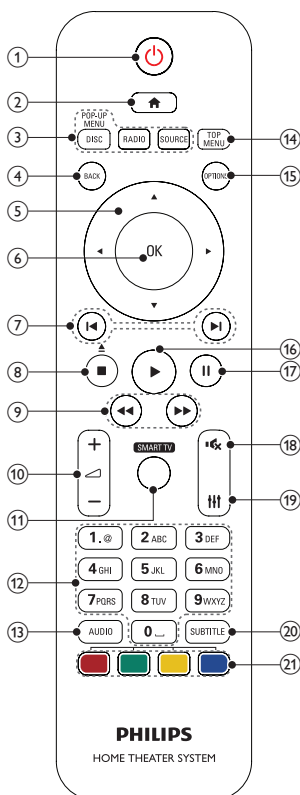 1
2
POP-UP
MENU
3 DISC RADIO SOURCE TOP
MENU 14
4 BACK OPTIONS 15
5
6 OK
7
16
8 17
9
10 SMART TV 18
11 19
12 1.@ 2 ABC 3 DEF
4 GHI 5 JKL 6 MNO
7 PQRS 8 TUV 9 WXYZ
13 AUDIO 0 SUBTITLE 20
21
PHILIPS
HOME THEATER SYSTEM